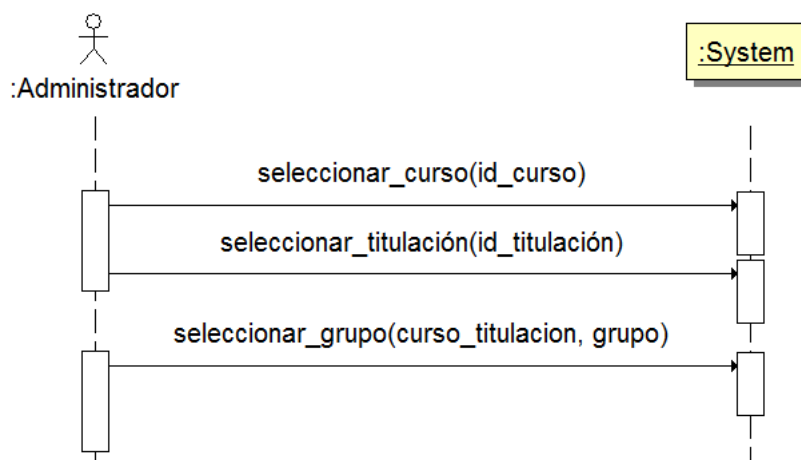 :Administrador
:System
seleccionar_curso(id_curso)
seleccionar_titulación(id_titulación)
seleccionar_grupo(curso_titulacion, grupo)